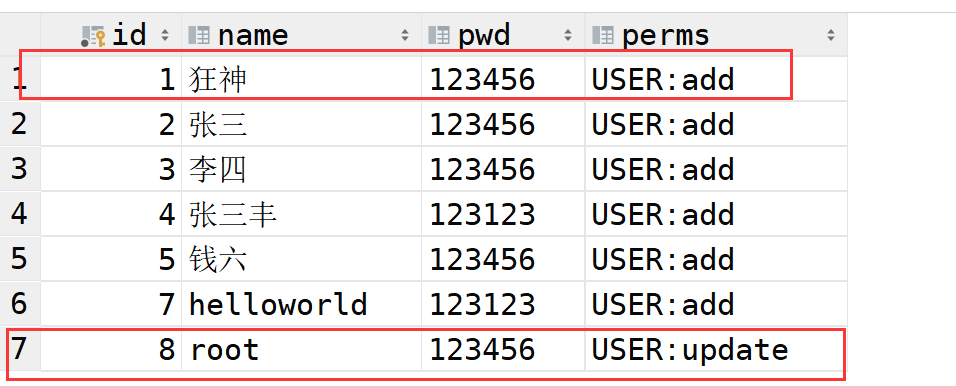 id name pwd perms
1 1 狂神 123456 USER:add
2 2 张三 123456 USER:add
3 3 李四 123456 USER:add
4 4 张三丰 123123 USER:add
5 5 钱六 123456 USER:add
6 7 helloworld 123123 USER:add
7 8 root 123456 USER:update